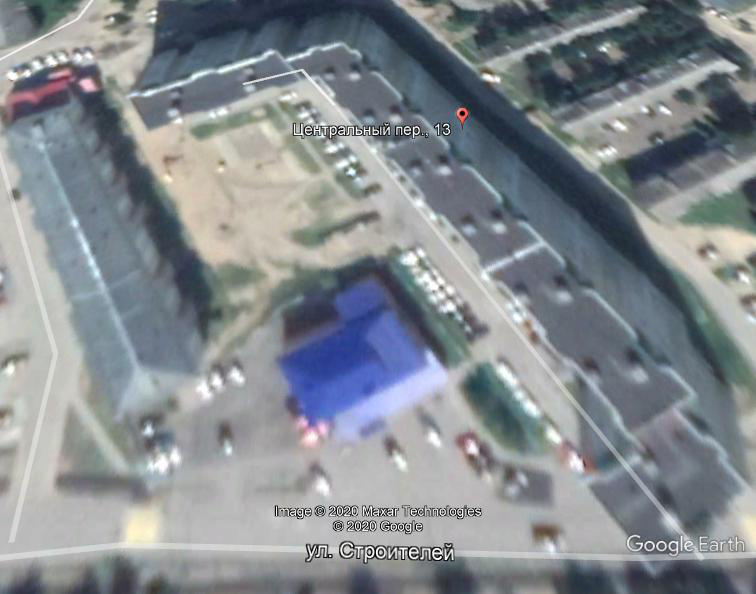 Центральный пер., 13
Image © 2020 Maxar Technologies
© 2020 Google
Google Earth
ул. Строителей